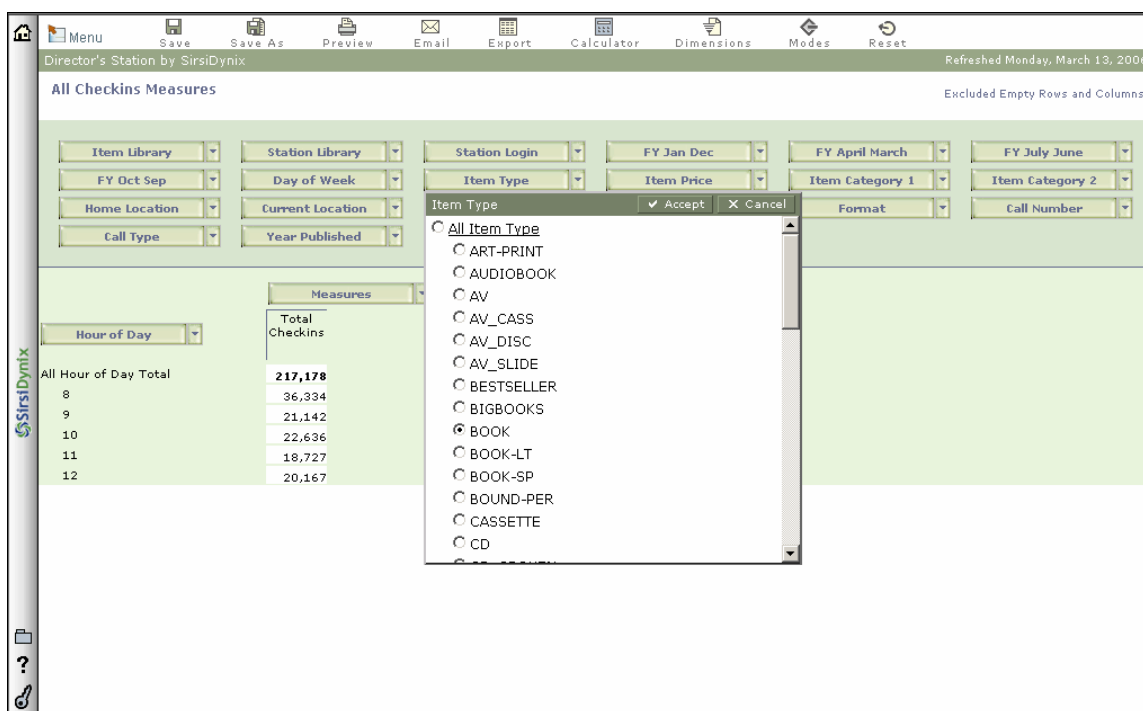 Menu Save Save As Preview Email Export Calculator Dimensions Modes Reset
Director's Station by SirsiDynix Refreshed Monday, March 13, 2006
All Checkins Measures Excluded Empty Rows and Columns
Item Library Station Library Station Login FY Jan Dec FY April March FY July June
FY Oct Sep Day of Week Item Type Item Price Item Category 1 Item Category 2
Home Location Current Location Format Call Number
Call Type Year Published
Item Type Accept Cancel
All Item Type
ART-PRINT
AUDIOBOOK
AV
AV_CASS
AV_DISC
AV_SLIDE
BESTSELLER
BIGBOOKS
BOOK
BOOK-LT
BOOK-SP
BOUND-PER
CASSETTE
CD
Measures
Hour of Day
Total
Checkins
All Hour of Day Total 217,178
8 36,334
9 21,142
10 22,636
11 18,727
12 20,167
SirsiDynix
?